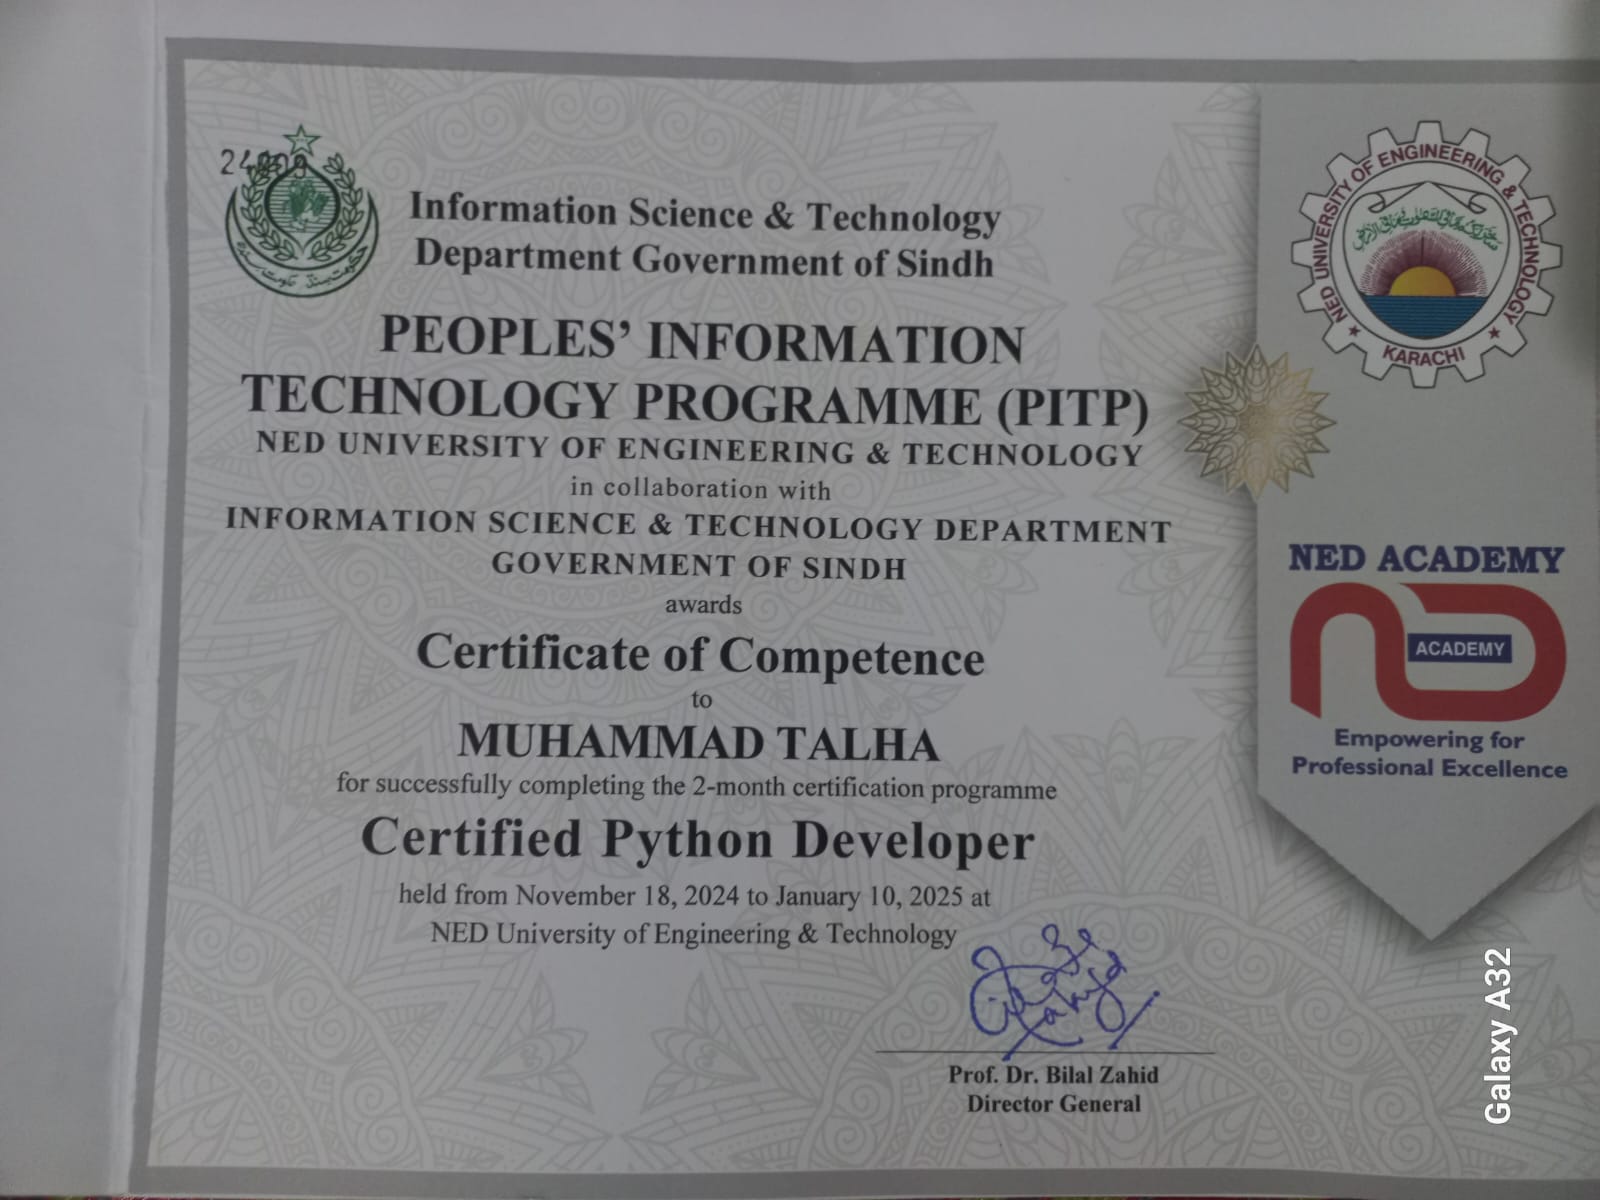 Information Science & Technology
Department Government of Sindh
PEOPLES’ INFORMATION
TECHNOLOGY PROGRAMME (PITP)
NED UNIVERSITY OF ENGINEERING & TECHNOLOGY
in collaboration with
INFORMATION SCIENCE & TECHNOLOGY DEPARTMENT
GOVERNMENT OF SINDH
awards
Certificate of Competence
to
MUHAMMAD TALHA
for successfully completing the 2-month certification programme
Certified Python Developer
held from November 18, 2024 to January 10, 2025 at
NED University of Engineering & Technology
Prof. Dr. Bilal Zahid
Director General
NED UNIVERSITY OF ENGINEERING & TECHNOLOGY
KARACHI
NED ACADEMY
ACADEMY
Empowering for
Professional Excellence
Galaxy A32